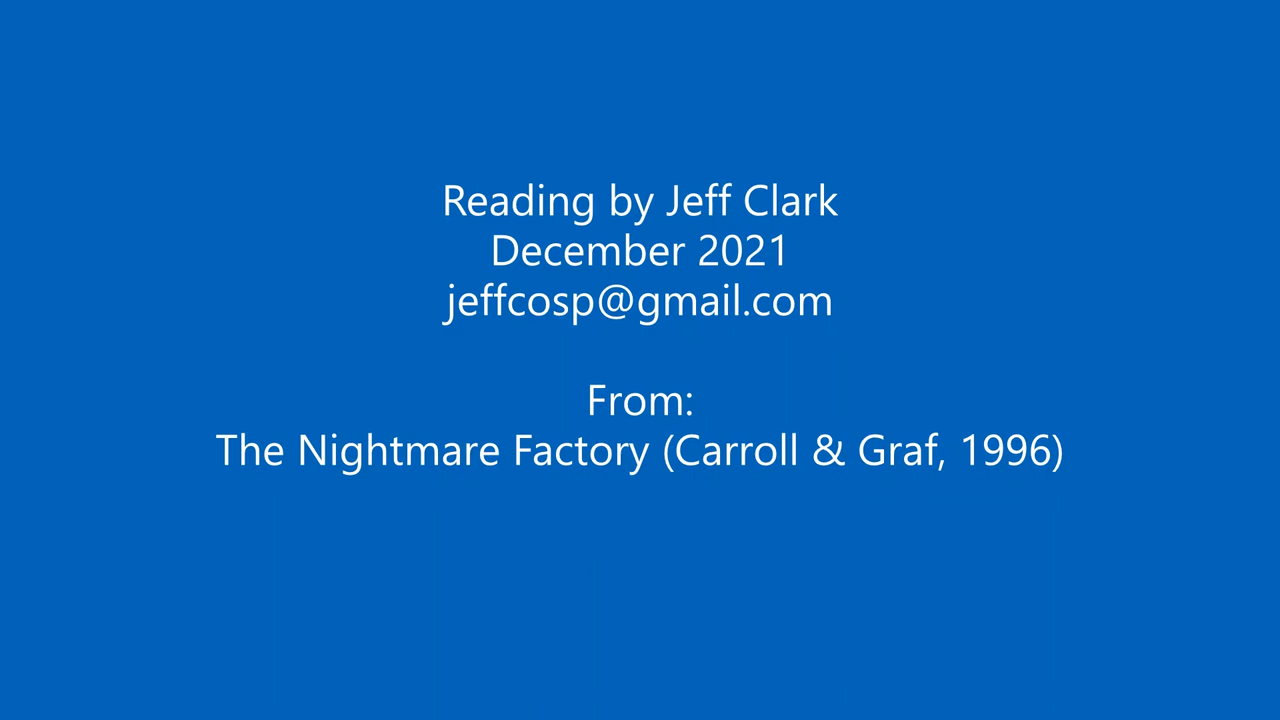 Reading by Jeff Clark
December 2021
jeffcosp@gmail.com
From:
The Nightmare Factory (Carroll & Graf, 1996)